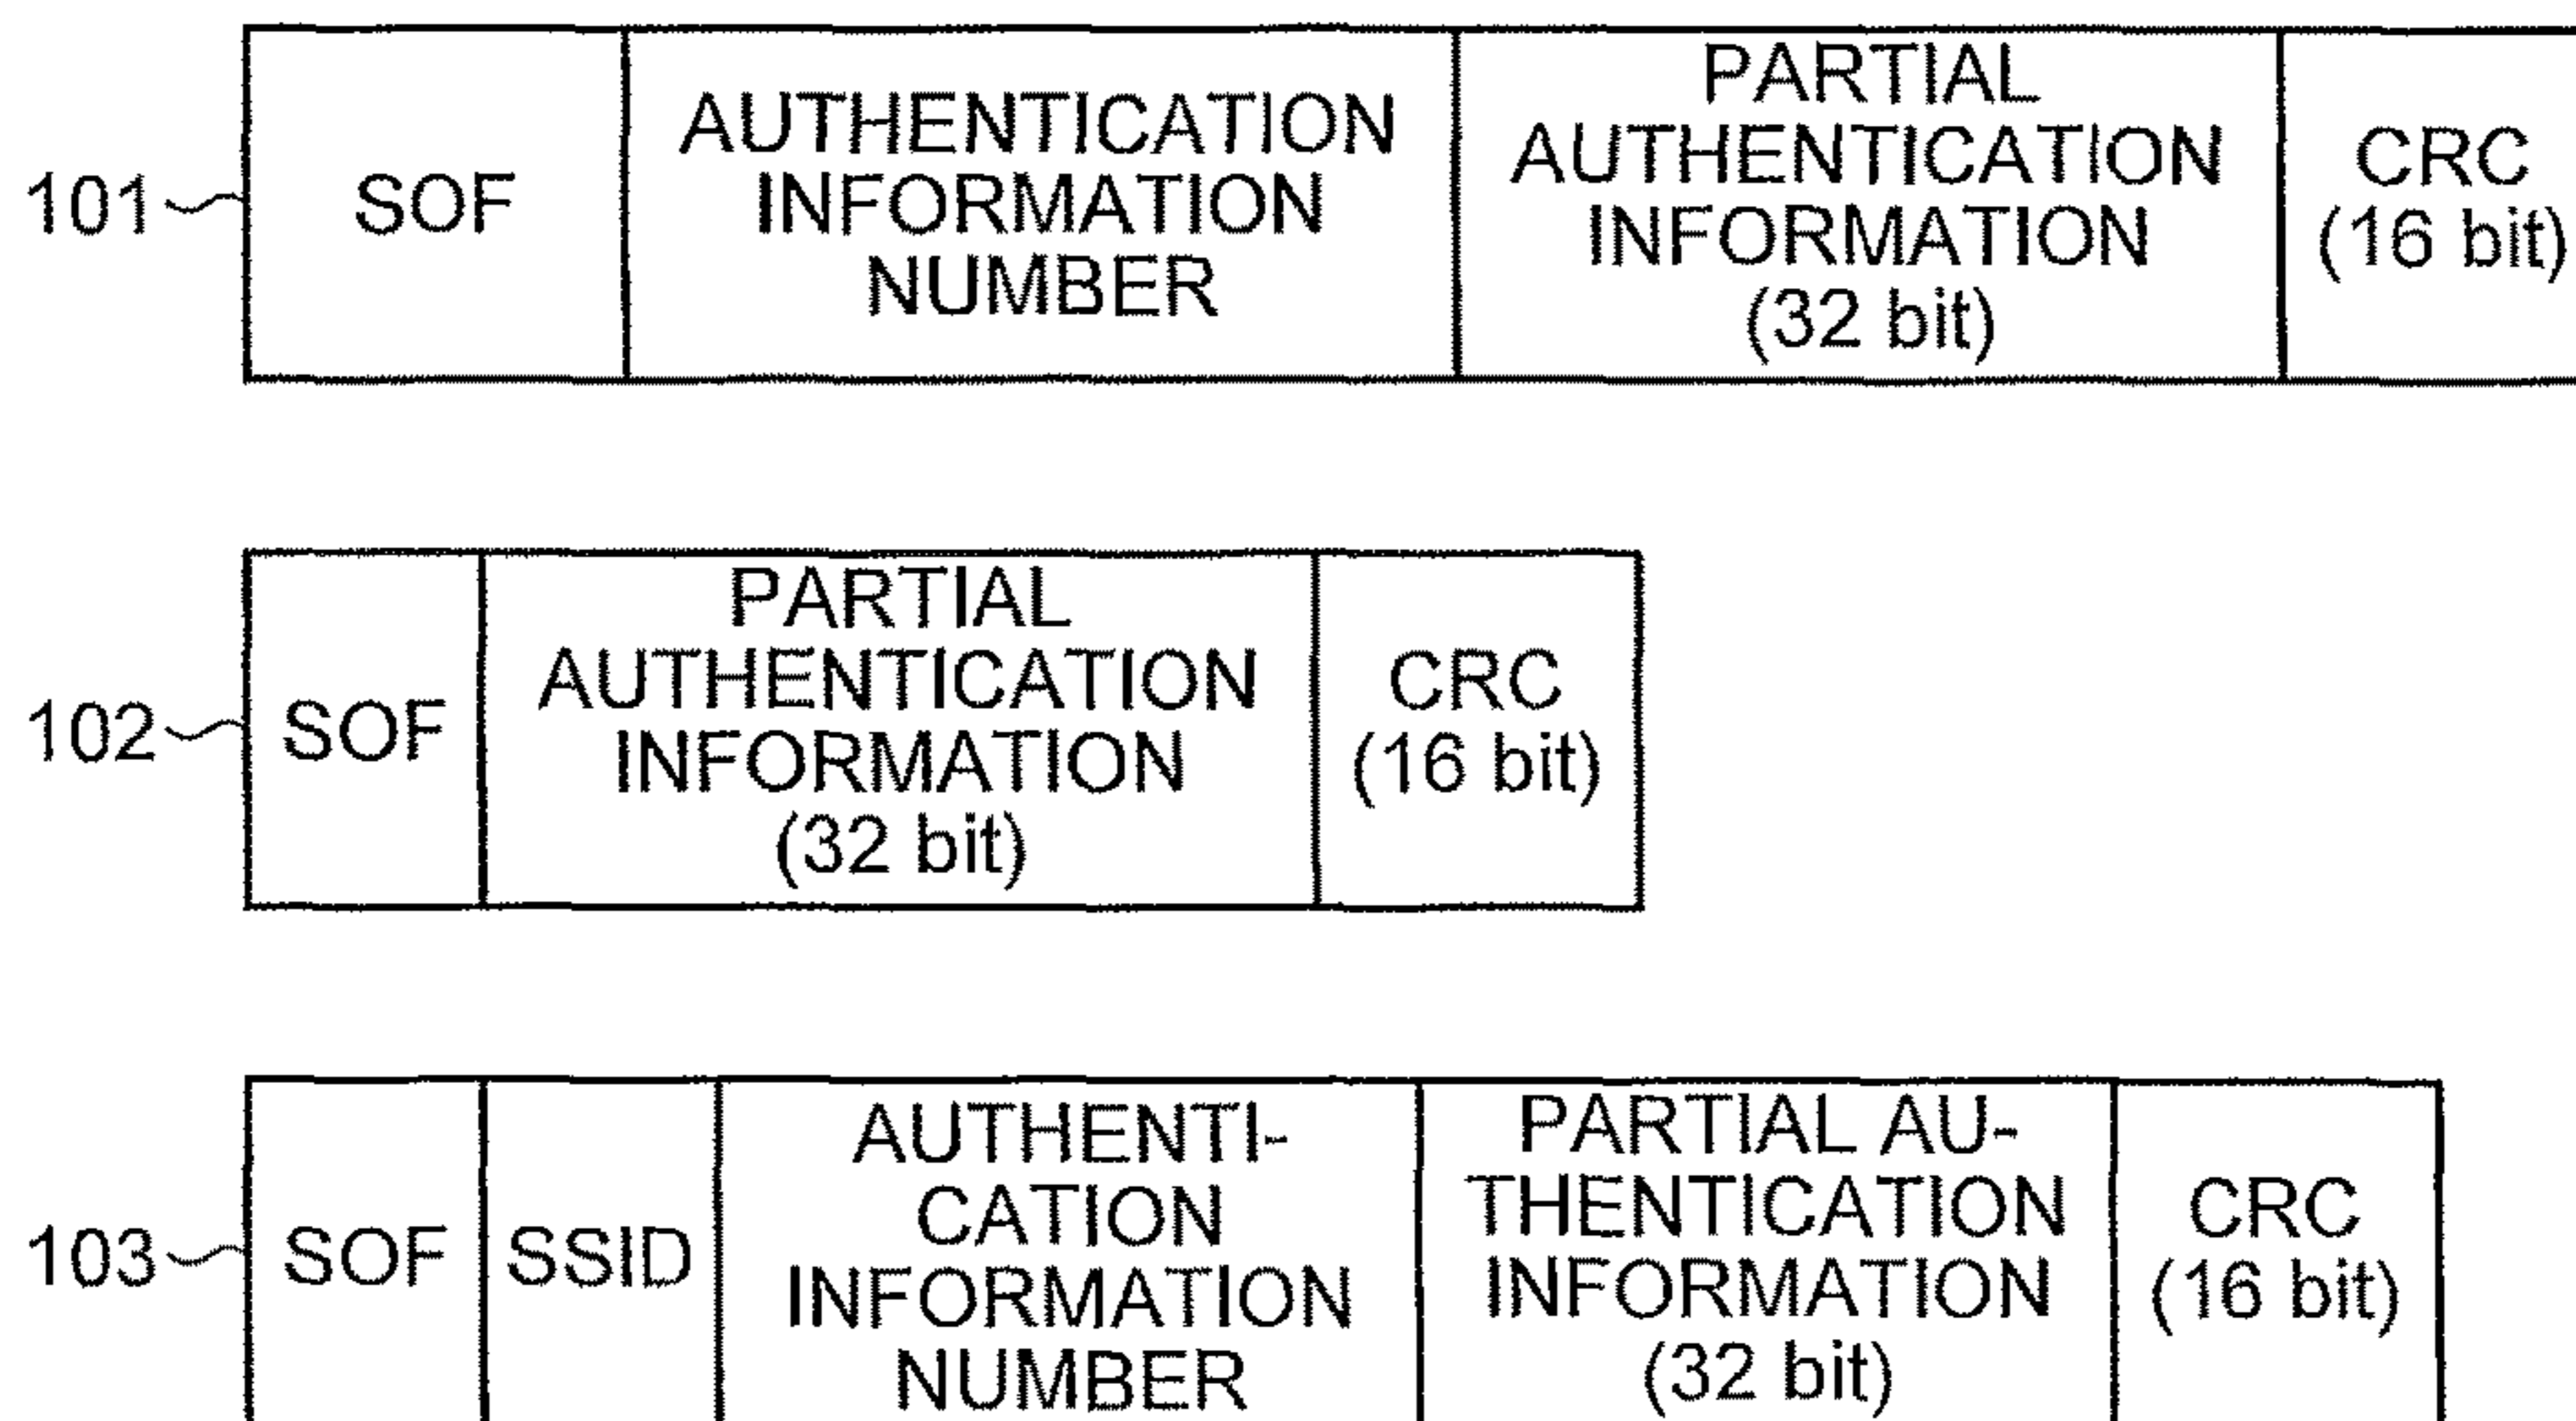 101
SOF
AUTHENTICATION
INFORMATION
NUMBER
PARTIAL
AUTHENTICATION
INFORMATION
(32 bit)
CRC
(16 bit)
102
SOF
PARTIAL
AUTHENTICATION
INFORMATION
(32 bit)
CRC
(16 bit)
103
SOF
SSID
AUTHENTI-
CATION
INFORMATION
NUMBER
PARTIAL AU-
THENTICATION
INFORMATION
(32 bit)
CRC
(16 bit)